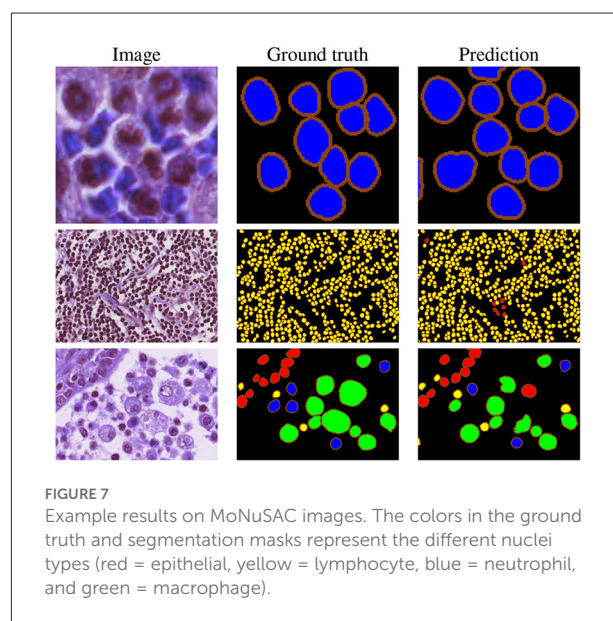 Image Ground truth Prediction
FIGURE 7
Example results on MoNuSAC images. The colors in the ground
truth and segmentation masks represent the different nuclei
types (red = epithelial, yellow = lymphocyte, blue = neutrophil,
and green = macrophage).